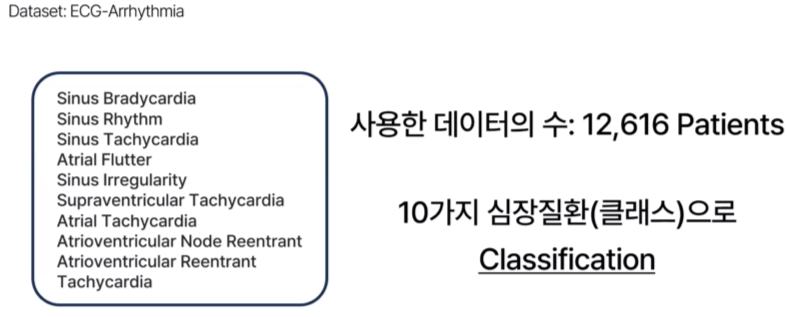 Dataset: ECG-Arrhythmia
Sinus Bradycardia
Sinus Rhythm
Sinus Tachycardia
Atrial Flutter
Sinus Irregularity
Supraventricular Tachycardia
Atrial Tachycardia
Atrioventricular Node Reentrant
Atrioventricular Reentrant
Tachycardia
사용한 데이터의 수: 12,616 Patients
10가지 심장질환(클래스)으로
Classification